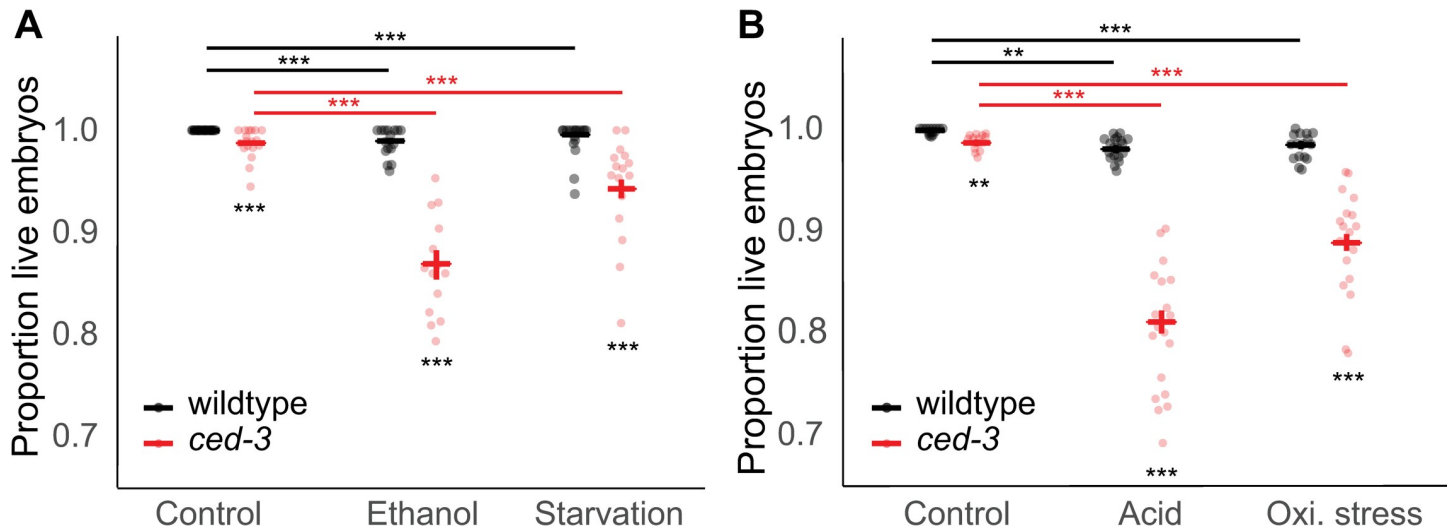 A
Proportion live embryos
1.0
0.9
0.8
0.7
***
***
***
***
***
***
***
wildtype
ced-3
Control Ethanol Starvation
B
Proportion live embryos
1.0
0.9
0.8
0.7
***
**
***
***
**
***
***
wildtype
ced-3
Control Acid Oxi. stress